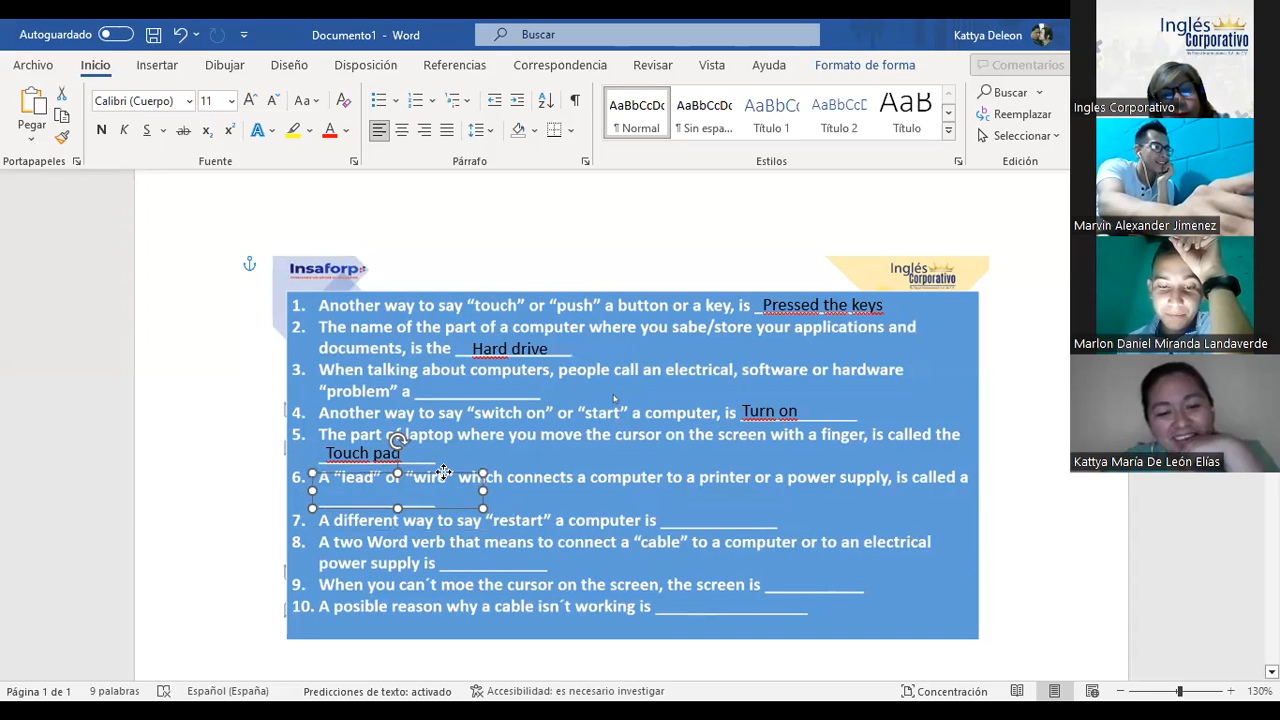 Autoguardado
Documento1 - Word
Buscar
Kattya Deleon
Archivo
Inicio
Insertar
Dibujar
Diseño
Disposición
Referencias
Correspondencia
Revisar
Vista
Ayuda
Formato de forma
Comentarios
Pegar
Calibri (Cuerpo)
11
Portapapeles
Fuente
Párrafo
AaBbCcDc
¶ Normal
AaBbCcDc
¶ Sin espa...
AaBbCc
Título 1
AaBbCcD
Título 2
AaB
Título
Estilos
Buscar
Reemplazar
Seleccionar
Edición
Insaforp
Inglés
Corporativo
1. Another way to say “touch” or “push” a button or a key, is Pressed the keys
2. The name of the part of a computer where you sabe/store your applications and
documents, is the Hard drive
3. When talking about computers, people call an electrical, software or hardware
“problem” a
4. Another way to say “switch on” or “start” a computer, is Turn on
5. The part of laptop where you move the cursor on the screen with a finger, is called the
Touch pad
6. A “lead” or “wire” which connects a computer to a printer or a power supply, is called a
7. A different way to say “restart” a computer is
8. A two Word verb that means to connect a “cable” to a computer or to an electrical
power supply is
9. When you can´t moe the cursor on the screen, the screen is
10. A posible reason why a cable isn´t working is
Página 1 de 1
9 palabras
Español (España)
Predicciones de texto: activado
Accesibilidad: es necesario investigar
Concentración
130%
Inglés
Corporativo
Ingles Corporativo
Marvin Alexander Jimenez
Marlon Daniel Miranda Landaverde
Kattya María De León Elías